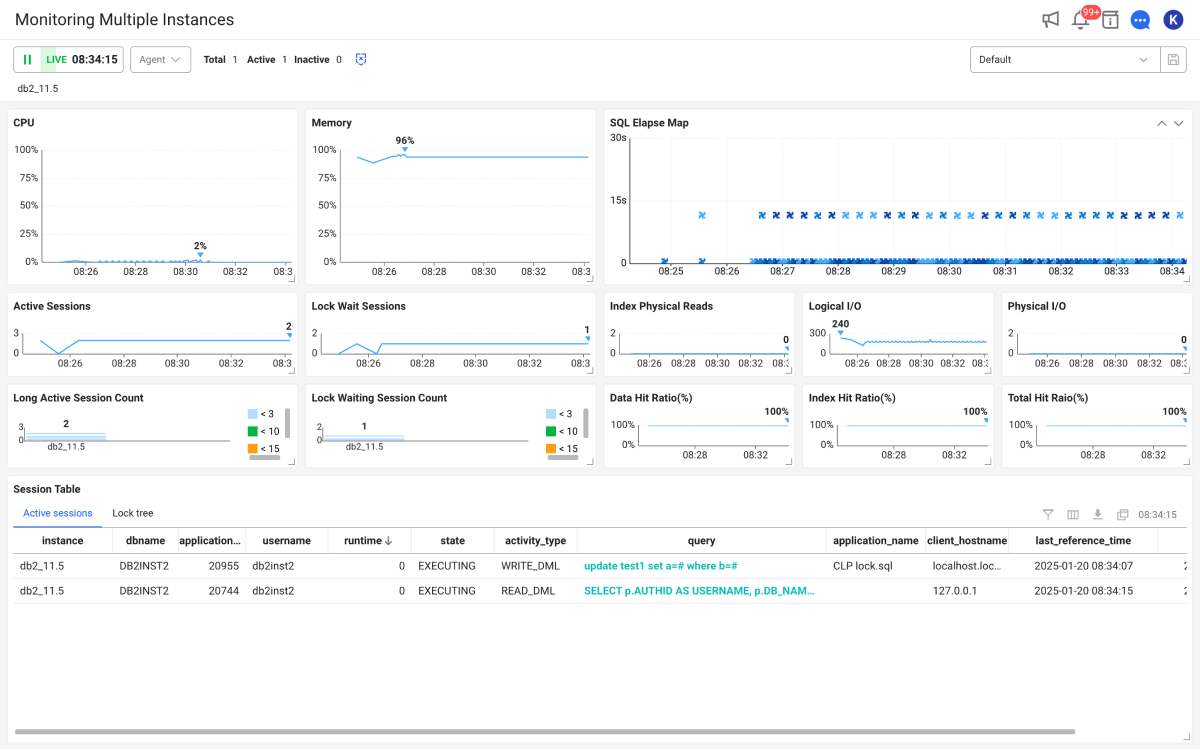 Monitoring Multiple Instances
99+
K
LIVE 08:34:15
Agent
Total 1 Active 1 Inactive 0
Default
db2_11.5
CPU
100%
75%
50%
25%
0%
2%
08:26 08:28 08:30 08:32 08:3
Memory
96%
100%
75%
50%
25%
0%
08:26 08:28 08:30 08:32 08:3
SQL Elapse Map
30s
15s
0
08:25 08:26 08:27 08:28 08:29 08:30 08:31 08:32 08:33 08:34
Active Sessions
2
3
0
08:26 08:28 08:30 08:32 08:3
Lock Wait Sessions
1
2
0
08:26 08:28 08:30 08:32 08:3
Index Physical Reads
0
2
0
08:26 08:28 08:30 08:32 08:
Logical I/O
240
300
0
08:26 08:28 08:30 08:32 08:
Physical I/O
0
2
0
08:26 08:28 08:30 08:32 08:
Long Active Session Count
3
0
2
db2_11.5
< 3
< 10
< 15
Lock Waiting Session Count
2
0
1
db2_11.5
< 3
< 10
< 15
Data Hit Ratio(%)
100%
100%
0%
08:28 08:32
Index Hit Ratio(%)
100%
100%
0%
08:28 08:32
Total Hit Raio(%)
100%
100%
0%
08:28 08:32
Session Table
Active sessions Lock tree
08:34:15
instance dbname application... username runtime state activity_type query application_name client_hostname last_reference_time
db2_11.5 DB2INST2 20955 db2inst2 0 EXECUTING WRITE_DML update test1 set a=# where b=# CLP lock.sql localhost.loc... 2025-01-20 08:34:07 2
db2_11.5 DB2INST2 20744 db2inst2 0 EXECUTING READ_DML SELECT p.AUTHID AS USERNAME, p.DB_NAM... 127.0.0.1 2025-01-20 08:34:15 2